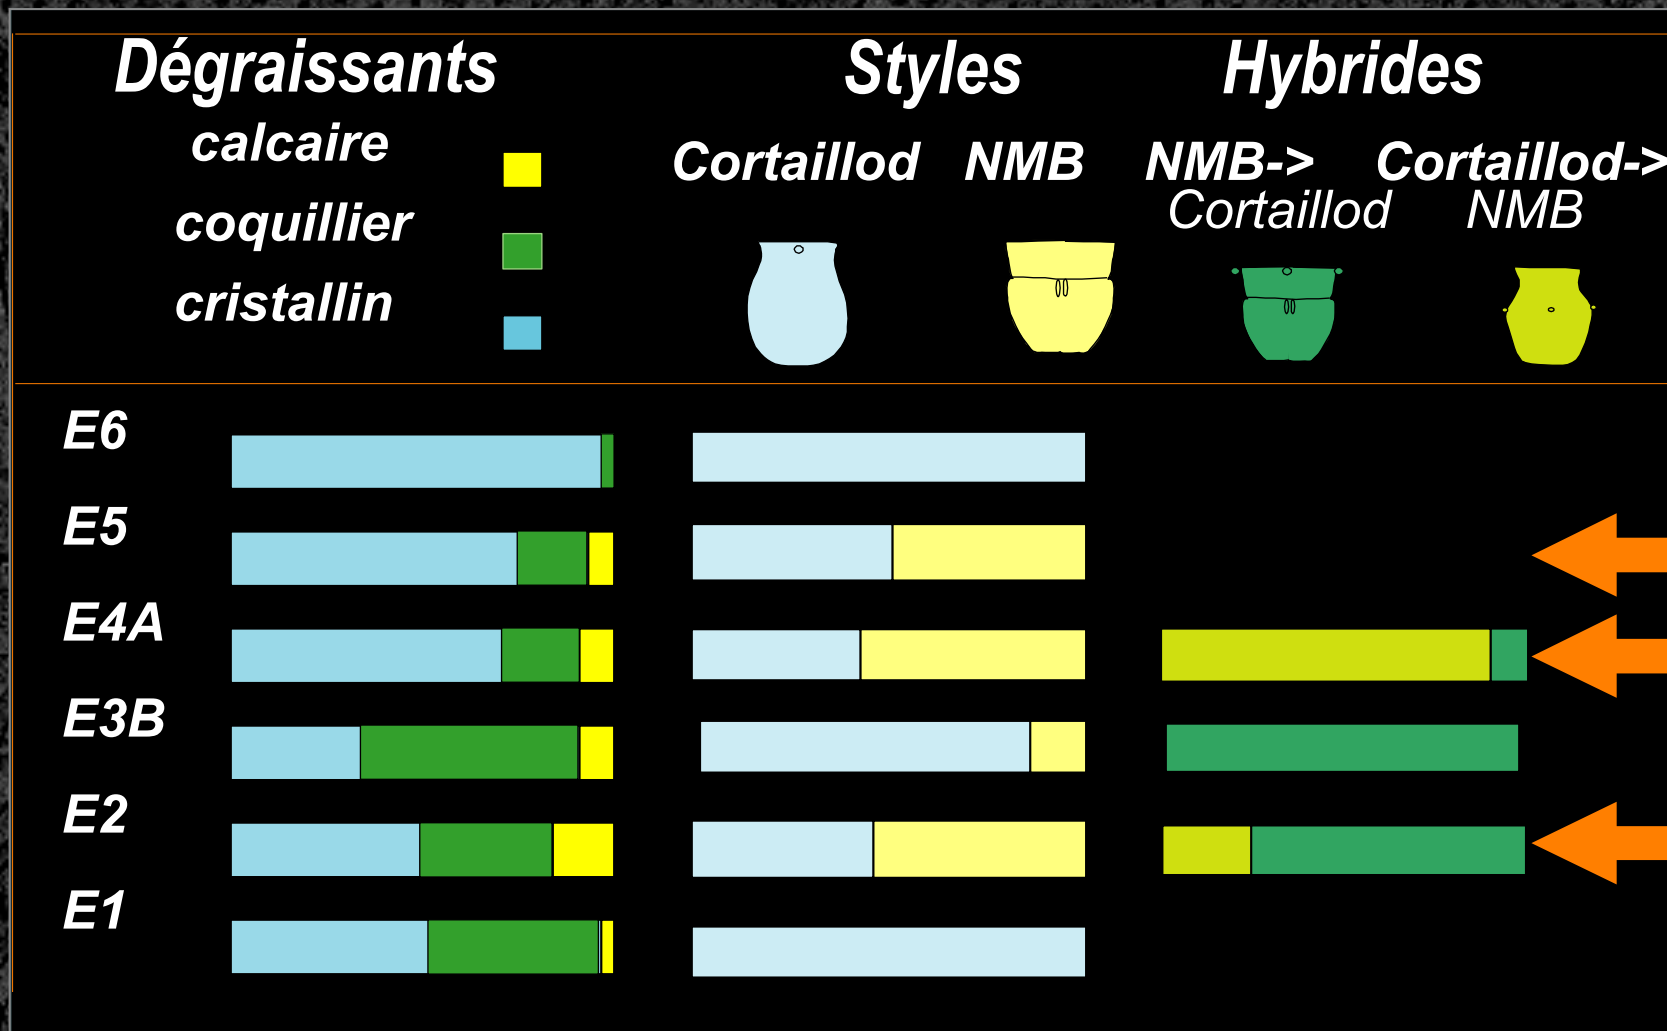 Dégraissants Styles Hybrides
calcaire
Cortaillod NMB NMB-> Cortaillod->
Cortaillod NMB
coquillier
cristallin
E6
E5
E4A
E3B
E2
E1